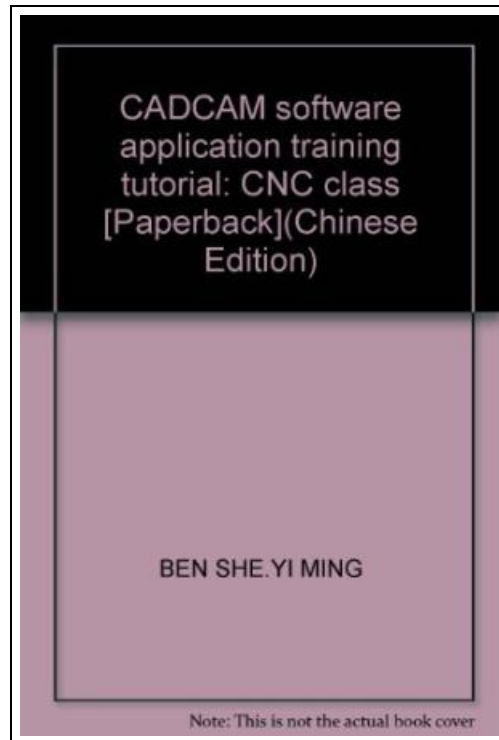 CADCAM software
application training
tutorial: CNC class
[Paperback](Chinese
Edition)
BEN SHE.YI MING
Note: This is not the actual book cover